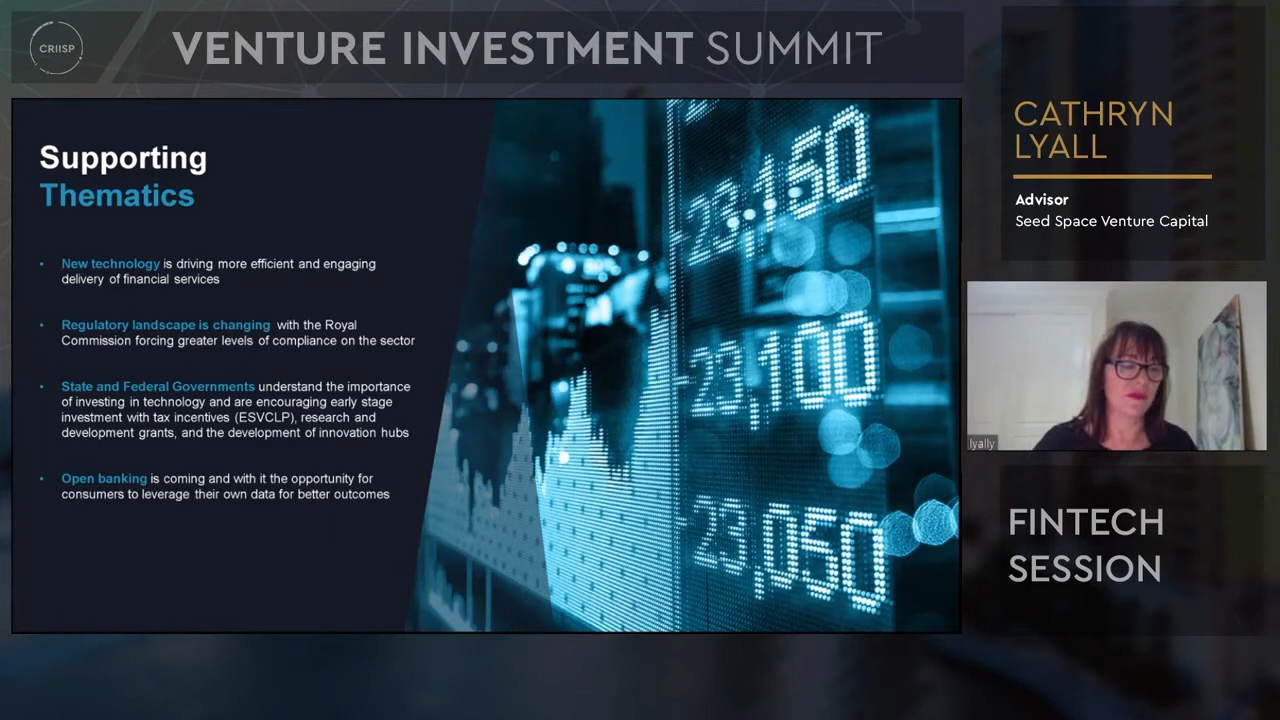 CRIISP
VENTURE INVESTMENT SUMMIT
Supporting
Thematics
• New technology is driving more efficient and engaging
delivery of financial services
• Regulatory landscape is changing with the Royal
Commission forcing greater levels of compliance on the sector
• State and Federal Governments understand the importance
of investing in technology and are encouraging early stage
investment with tax incentives (ESVCLP), research and
development grants, and the development of innovation hubs
• Open banking is coming and with it the opportunity for
consumers to leverage their own data for better outcomes
23,150
23,100
23,050
CATHRYN
LYALL
Advisor
Seed Space Venture Capital
lyally
FINTECH
SESSION